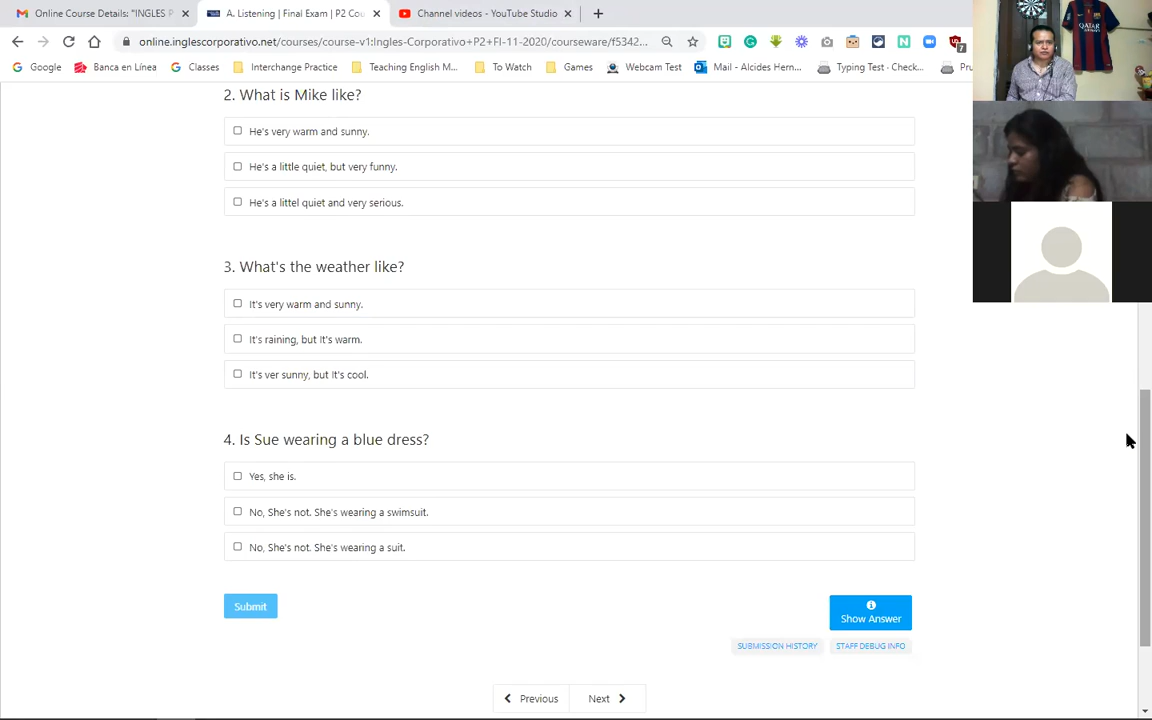 Online Course Details: "INGLES P
A. Listening | Final Exam | P2 Cou
Channel videos - YouTube Studio
online.inglescorporativo.net/courses/course-v1:Ingles-Corporativo+P2+FI-11-2020/courseware/f5342...
7
Google
Banca en Línea
Classes
Interchange Practice
Teaching English M...
To Watch
Games
Webcam Test
Mail - Alcides Hern...
Typing Test - Check...
Pru
QATAR
2. What is Mike like?
He's very warm and sunny.
He's a little quiet, but very funny.
He's a littel quiet and very serious.
3. What's the weather like?
It's very warm and sunny.
It's raining, but It's warm.
It's ver sunny, but It's cool.
4. Is Sue wearing a blue dress?
Yes, she is.
No, She's not. She's wearing a swimsuit.
No, She's not. She's wearing a suit.
Submit
Show Answer
SUBMISSION HISTORY
STAFF DEBUG INFO
Previous
Next